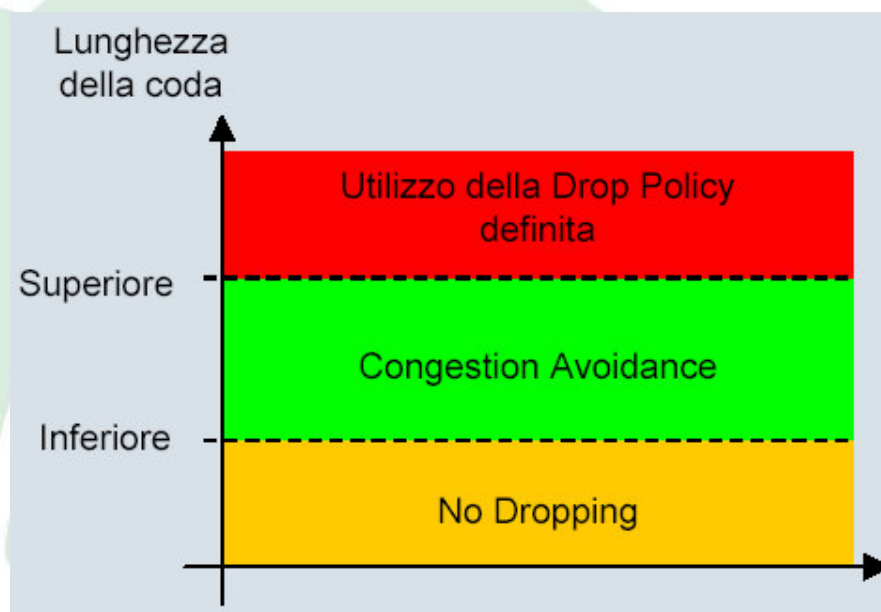 Lunghezza
della coda
Utilizzo della Drop Policy
definita
Superiore
Congestion Avoidance
Inferiore
No Dropping